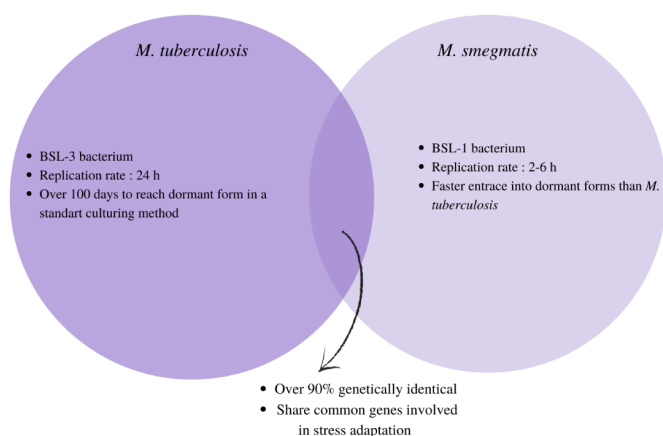 M. tuberculosis
• BSL-3 bacterium
• Replication rate : 24 h
• Over 100 days to reach dormant form in a
standart culturing method
M. smegmatis
• BSL-1 bacterium
• Replication rate : 2-6 h
• Faster entrace into dormant forms than M.
tuberculosis
• Over 90% genetically identical
• Share common genes involved
in stress adaptation